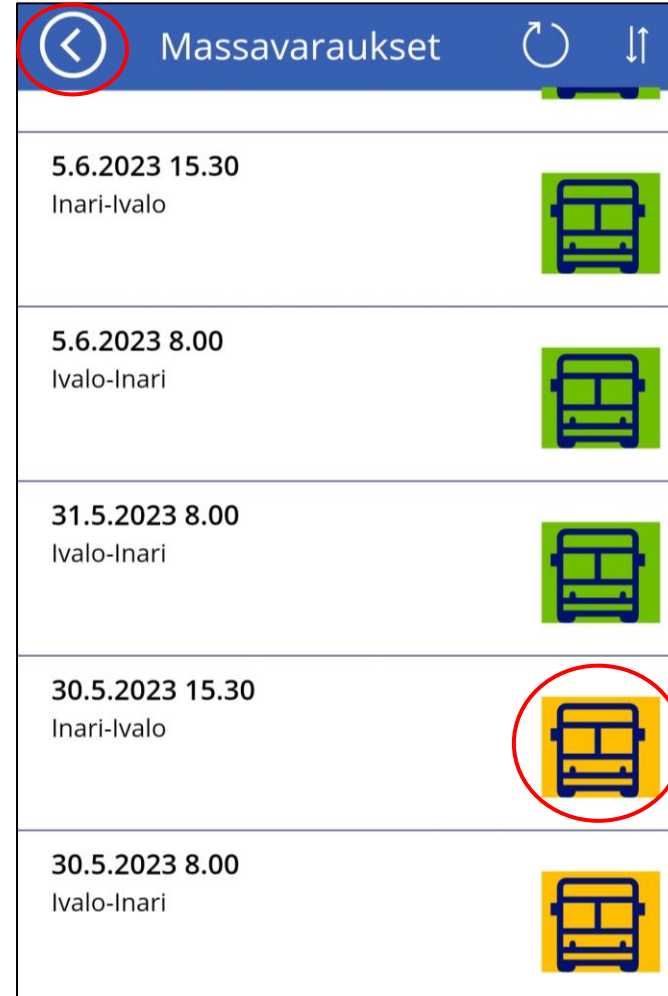 Massavaraukset
5.6.2023 15.30
Inari-Ivalo
5.6.2023 8.00
Ivalo-Inari
31.5.2023 8.00
Ivalo-Inari
30.5.2023 15.30
Inari-Ivalo
30.5.2023 8.00
Ivalo-Inari